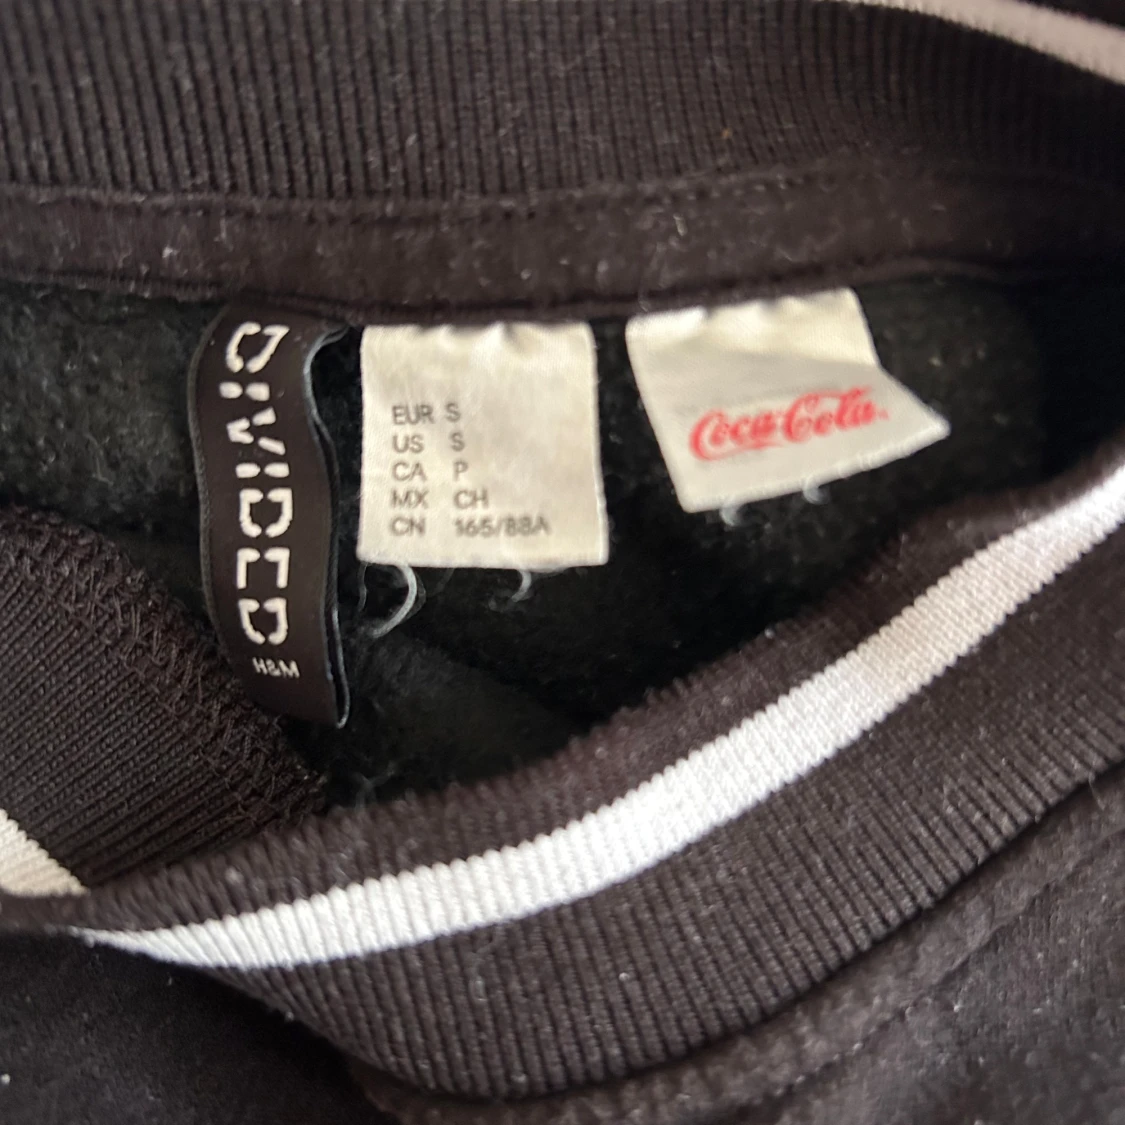 DIVIDED
H&M
EUR S
US S
CA P
MX CH
CN 165/88A
Coca-Cola